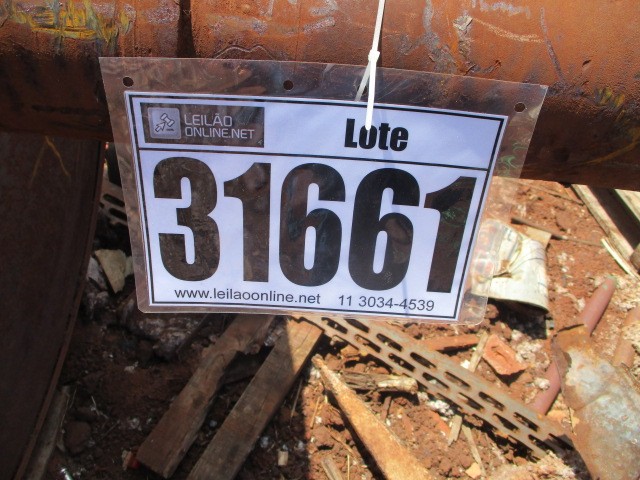 LEILÃO
ONLINE.NET
Lote
31661
www.leilaoonline.net 11 3034-4539